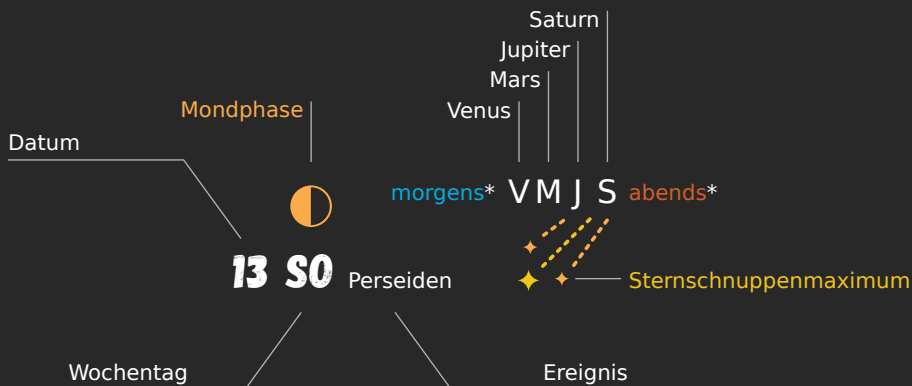 Saturn
Jupiter
Mars
Mondphase
Venus
Datum
morgens* V M J S abends*
13 SO Perseiden
Sternschnuppenmaximum
Wochentag
Ereignis